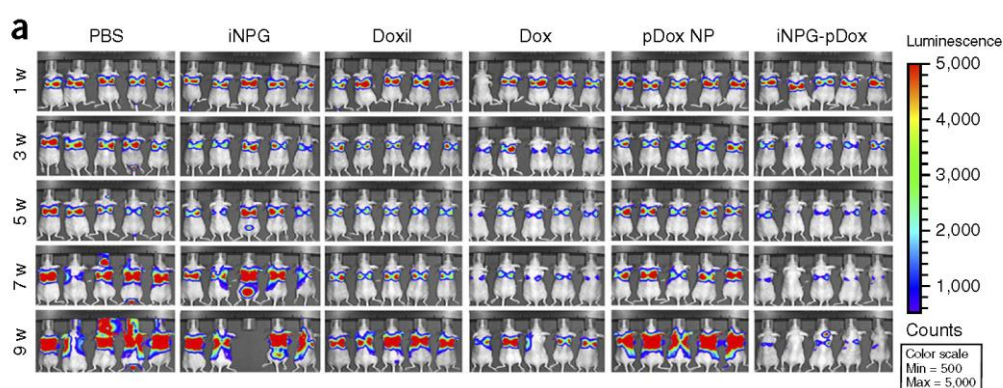 a
PBS iNPG Doxil Dox pDox NP iNPG-pDox
Luminescence
1 w
3 w
5 w
7 w
9 w
5,000
4,000
3,000
2,000
1,000
Counts
Color scale
Min = 500
Max = 5,000